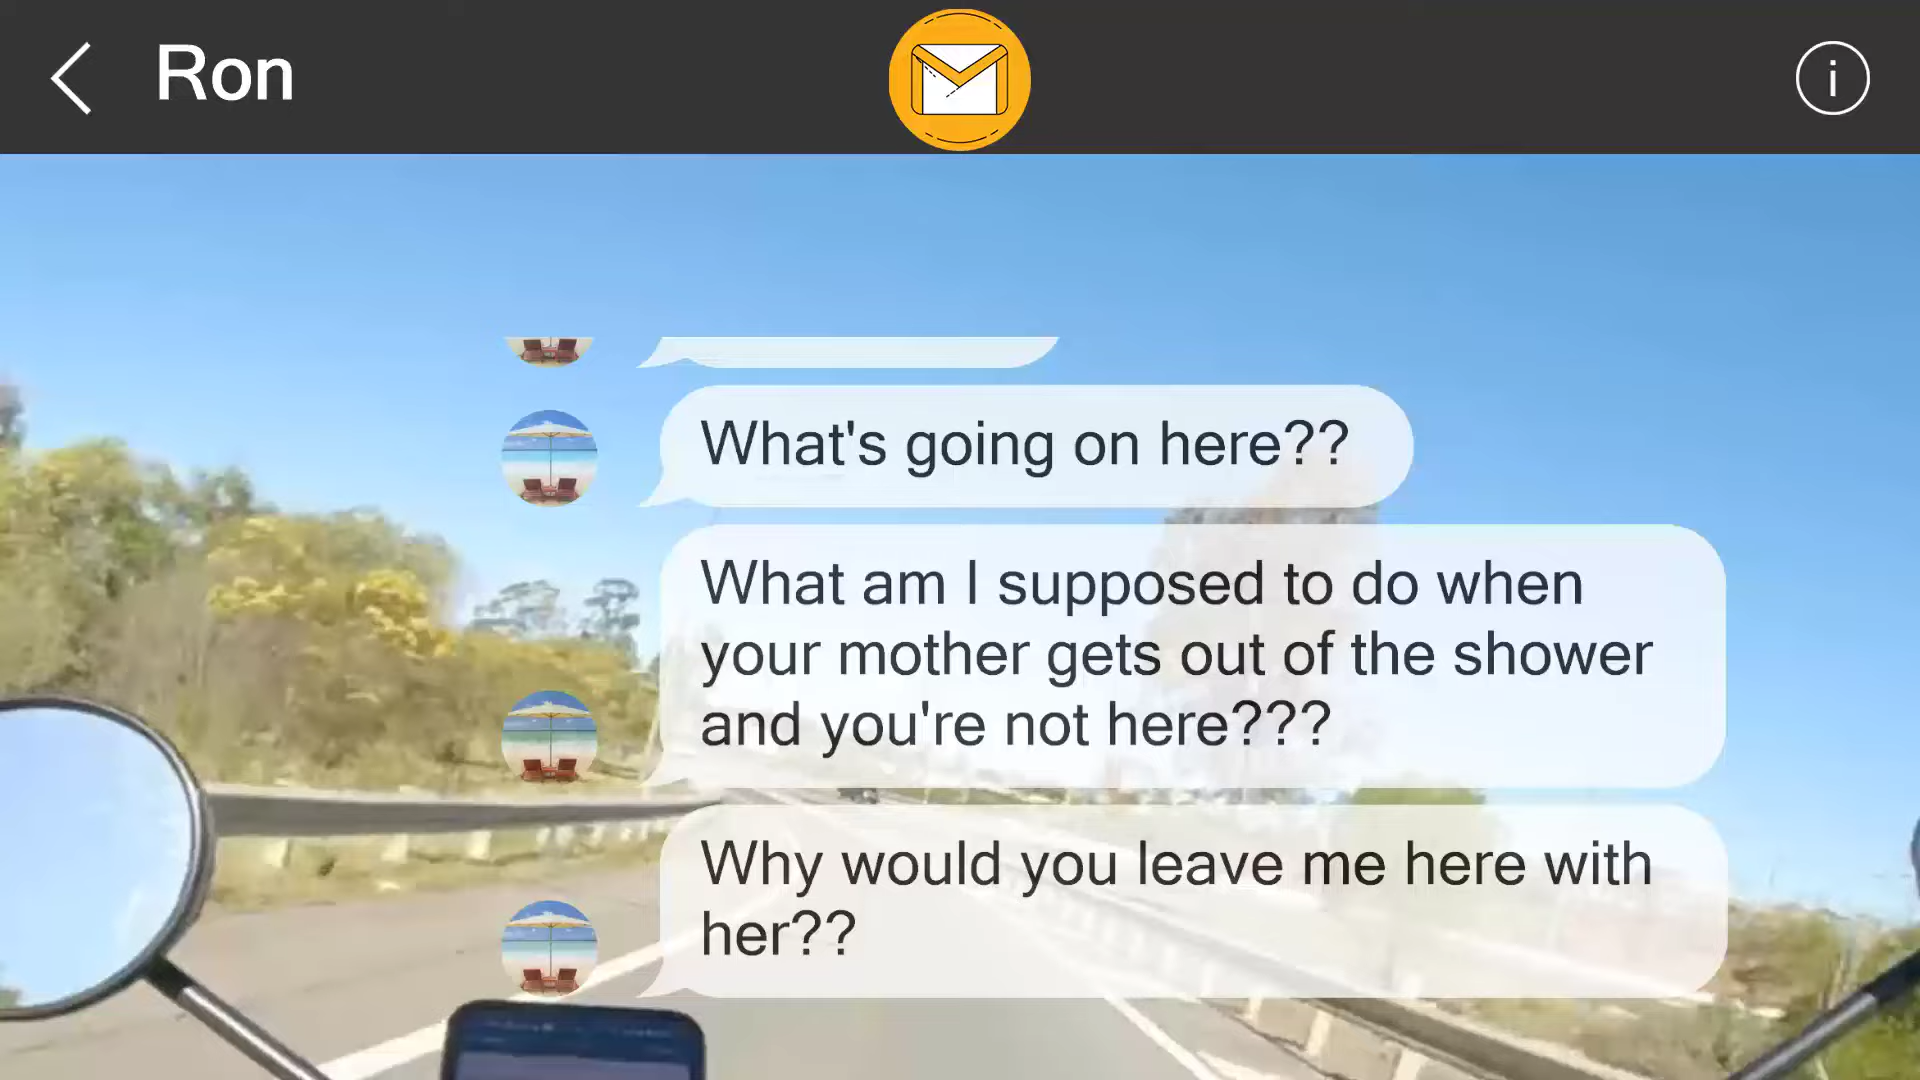 Ron
i
What's going on here??
What am I supposed to do when
your mother gets out of the shower
and you're not here???
Why would you leave me here with
her??